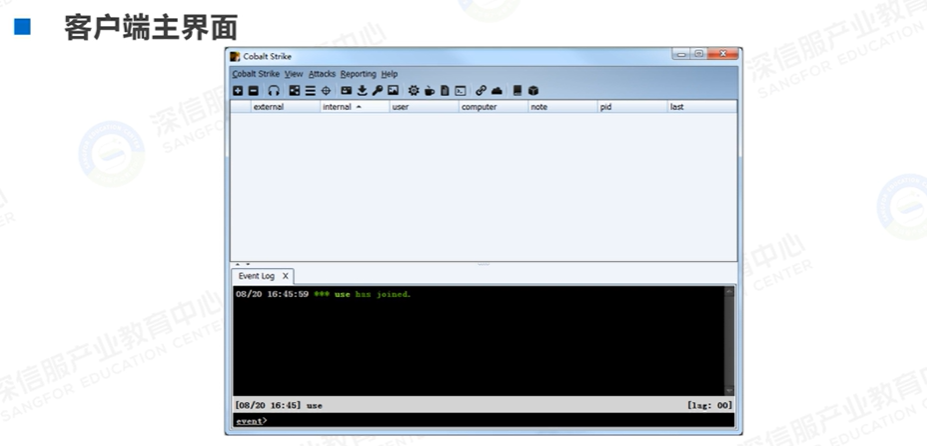 客户端主界面
Cobalt Strike
Cobalt Strike View Attacks Reporting Help
external internal user computer note pid last
Event Log X
08/20 16:45:59 *** use has joined.
[08/20 16:45] use [lag: 00]
event>
深信服产业教育中心
SANGFOR EDUCATION CENTER